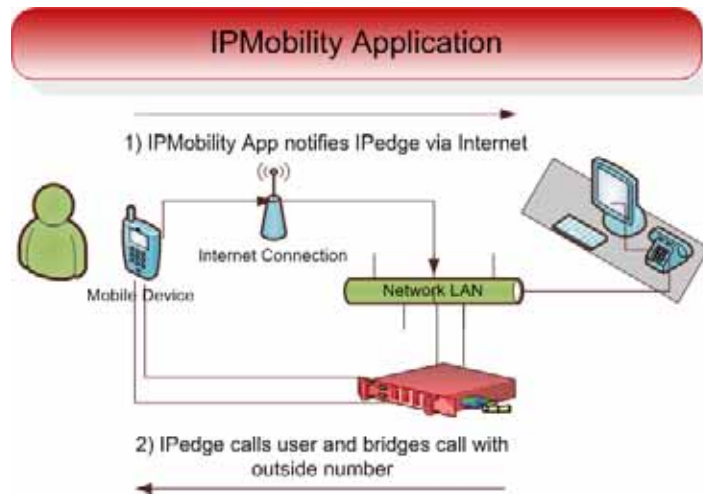 IPMobility Application
1) IPMobility App notifies IPedge via Internet
Internet Connection
Mobile Device
Network LAN
2) IPedge calls user and bridges call with
outside number